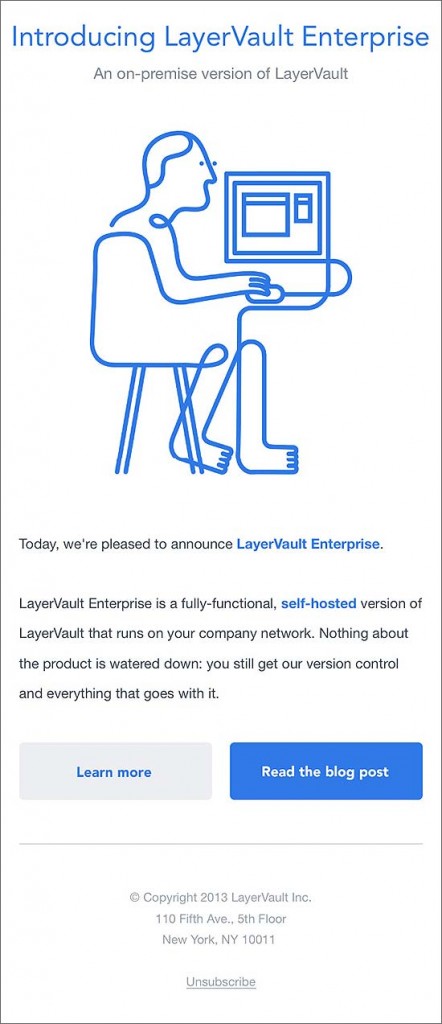 Introducing LayerVault Enterprise
An on-premise version of LayerVault
Today, we're pleased to announce LayerVault Enterprise.
LayerVault Enterprise is a fully-functional, self-hosted version of
LayerVault that runs on your company network. Nothing about
the product is watered down: you still get our version control
and everything that goes with it.
Learn more
Read the blog post
© Copyright 2013 LayerVault Inc.
110 Fifth Ave., 5th Floor
New York, NY 10011
Unsubscribe